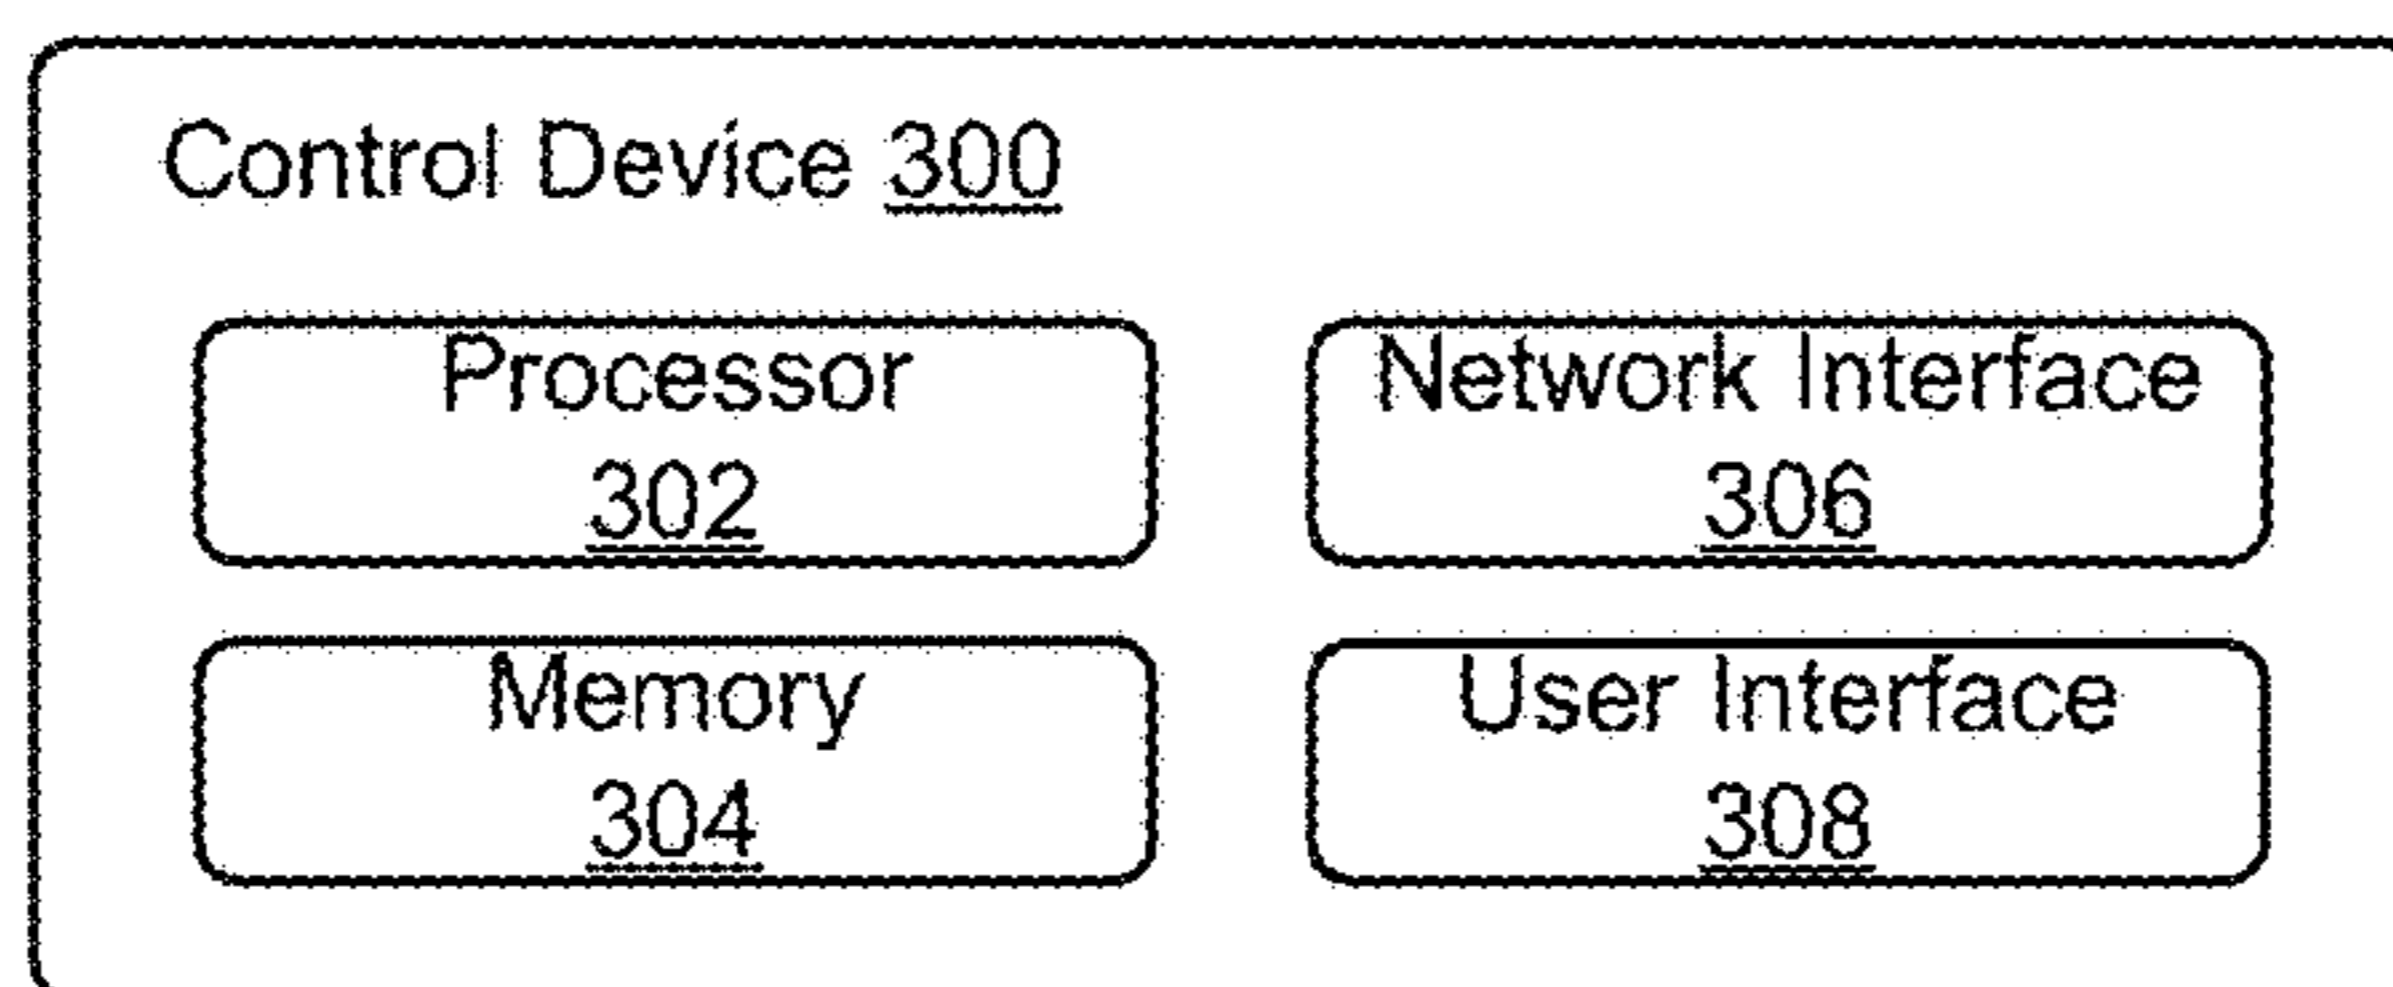 Control Device 300
Processor
302
Network Interface
306
Memory
304
User Interface
308